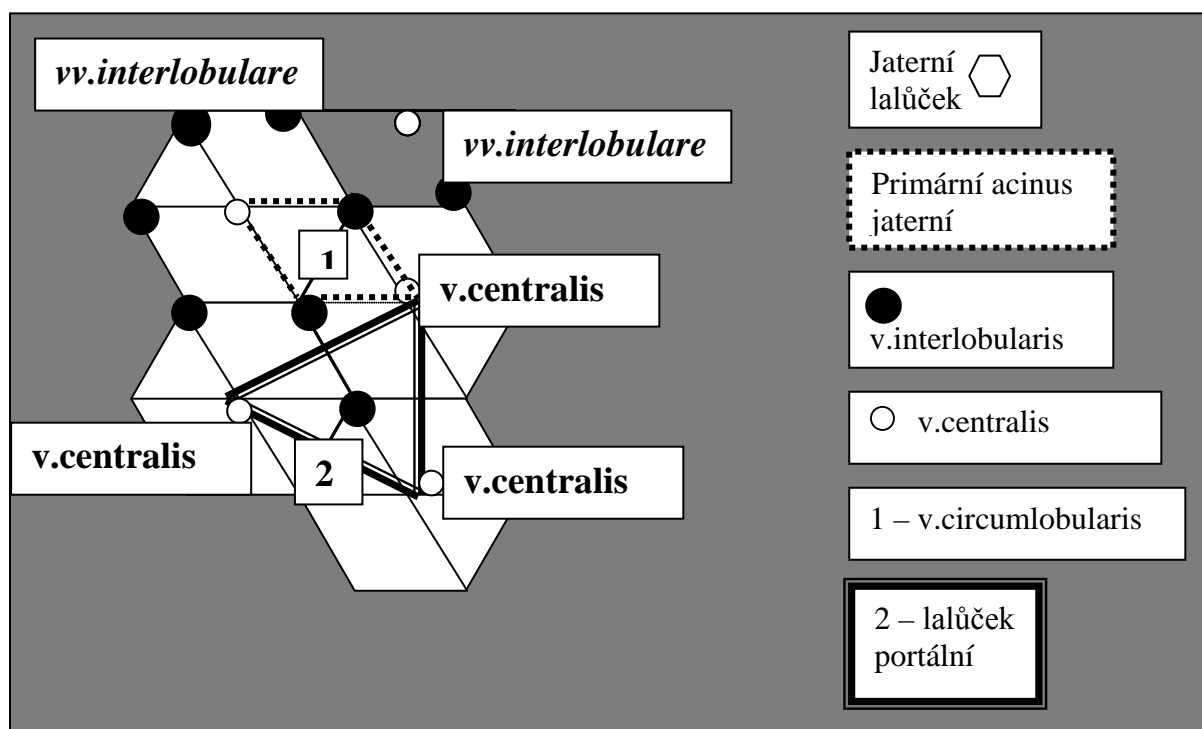 vv.interlobulare
vv.interlobulare
1
v.centralis
v.centralis
2
v.centralis
Jaterní
lalůček
Primární acinus
jaterní
v.interlobularis
v.centralis
1 – v.circumlobularis
2 – lalůček
portální